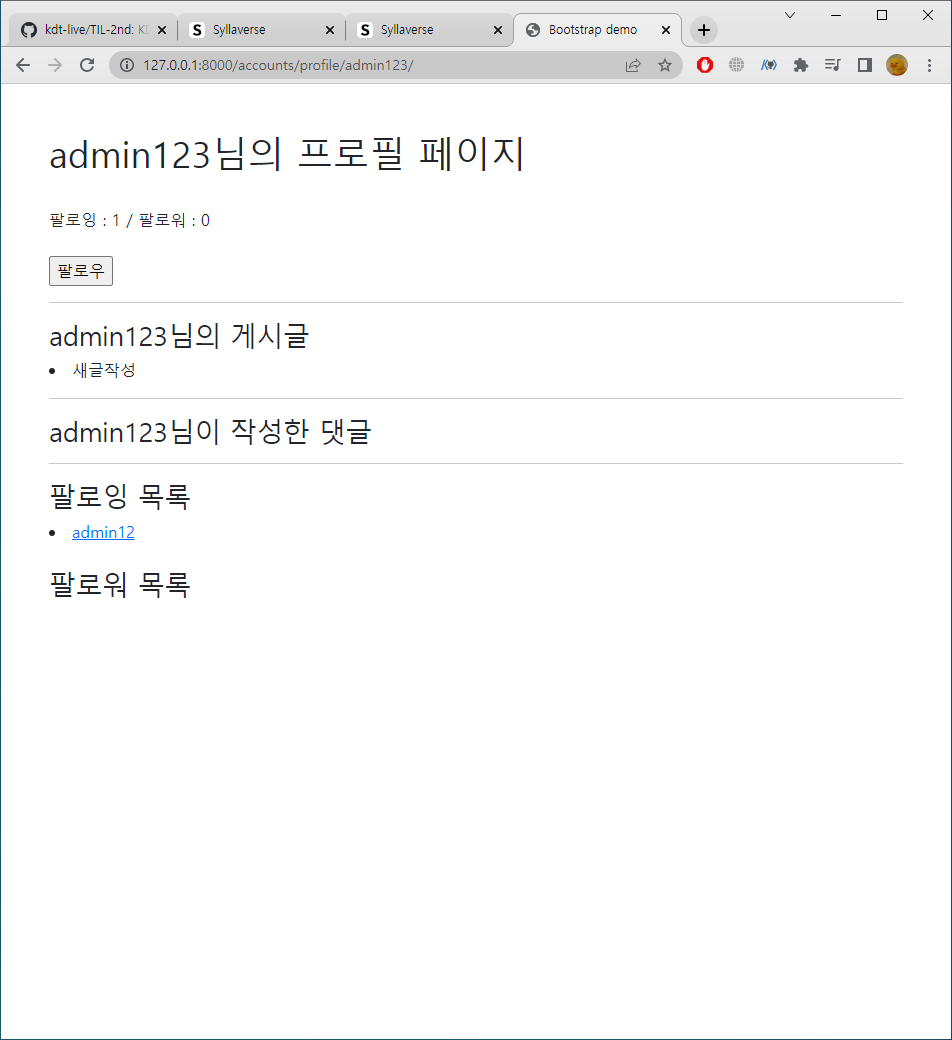 kdt-live/TIL-2nd: KD
Syllaverse
Syllaverse
Bootstrap demo
127.0.0.1:8000/accounts/profile/admin123/
admin123님의 프로필 페이지
팔로잉 : 1 / 팔로워 : 0
팔로우
admin123님의 게시글
새글작성
admin123님이 작성한 댓글
팔로잉 목록
admin12
팔로워 목록